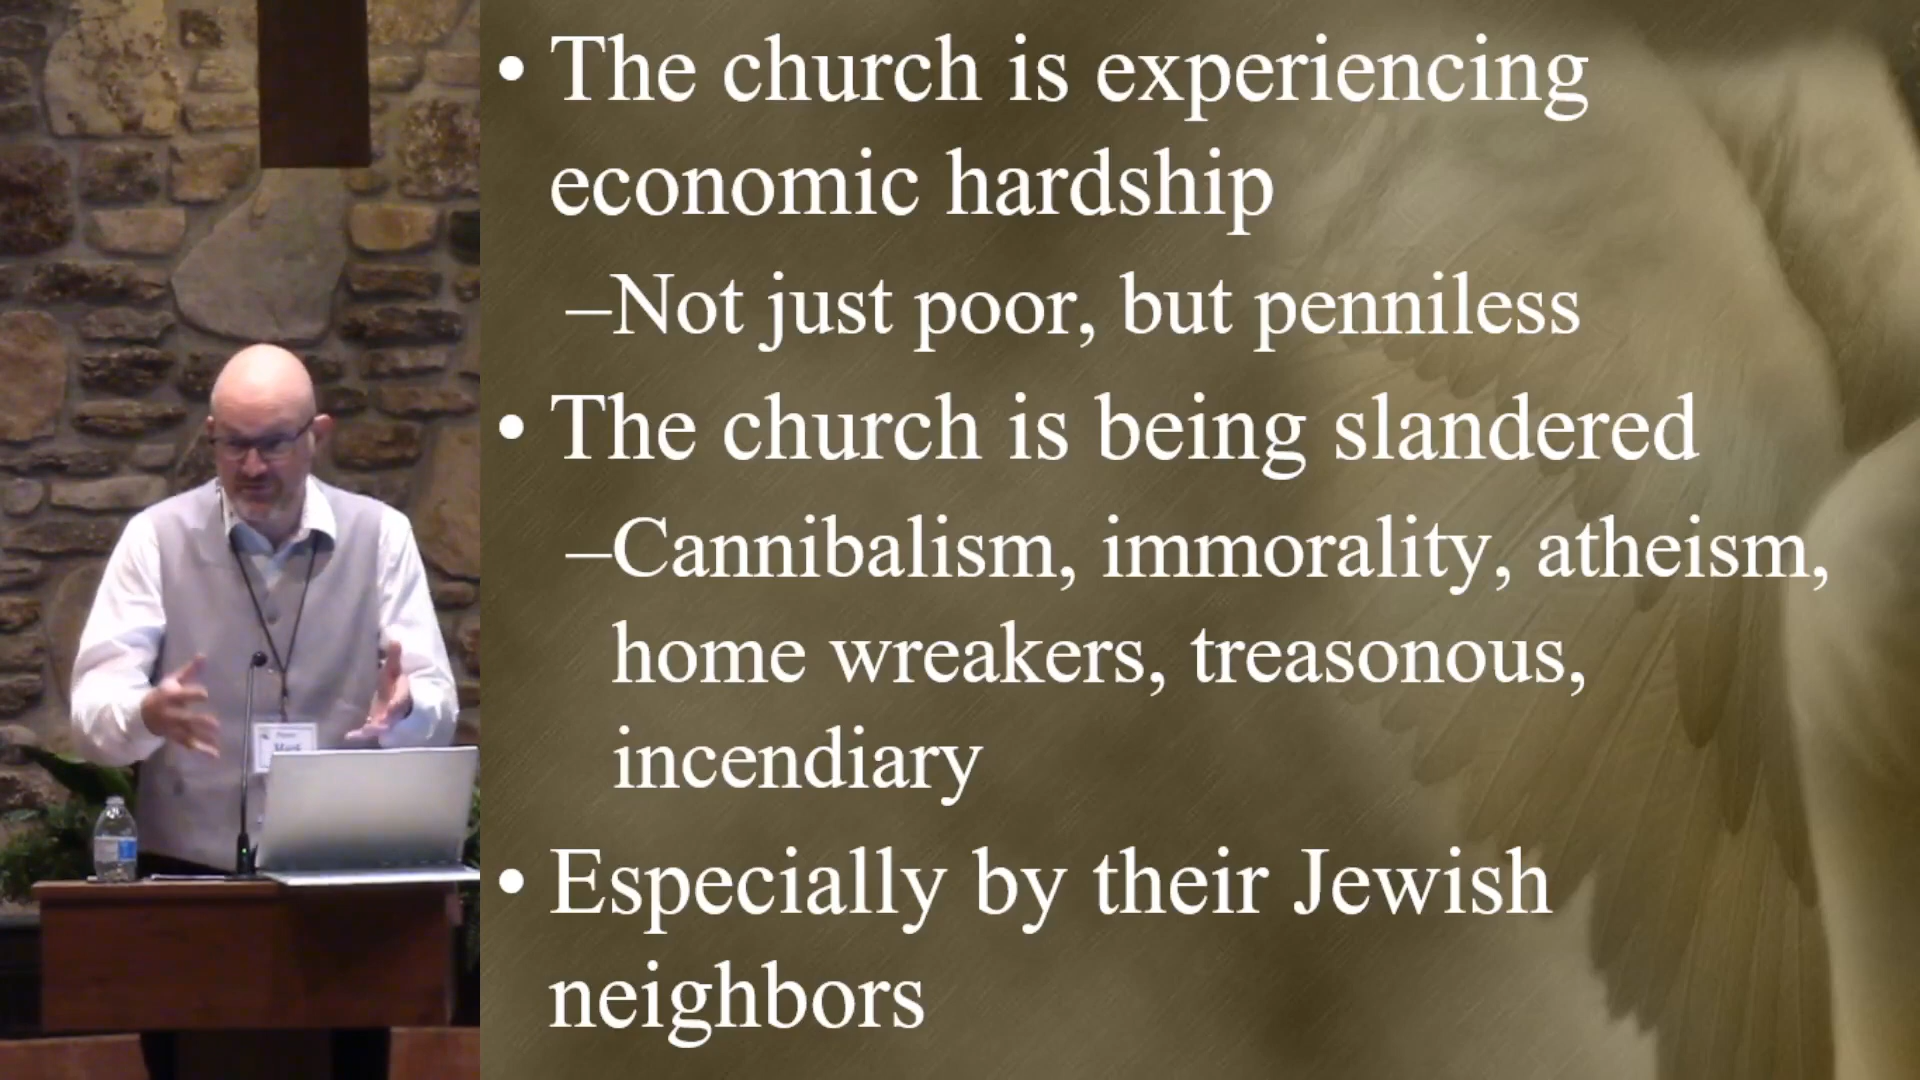 • The church is experiencing
economic hardship
–Not just poor, but penniless
• The church is being slandered
–Cannibalism, immorality, atheism,
home wreakers, treasonous,
incendiary
• Especially by their Jewish
neighbors
Mark